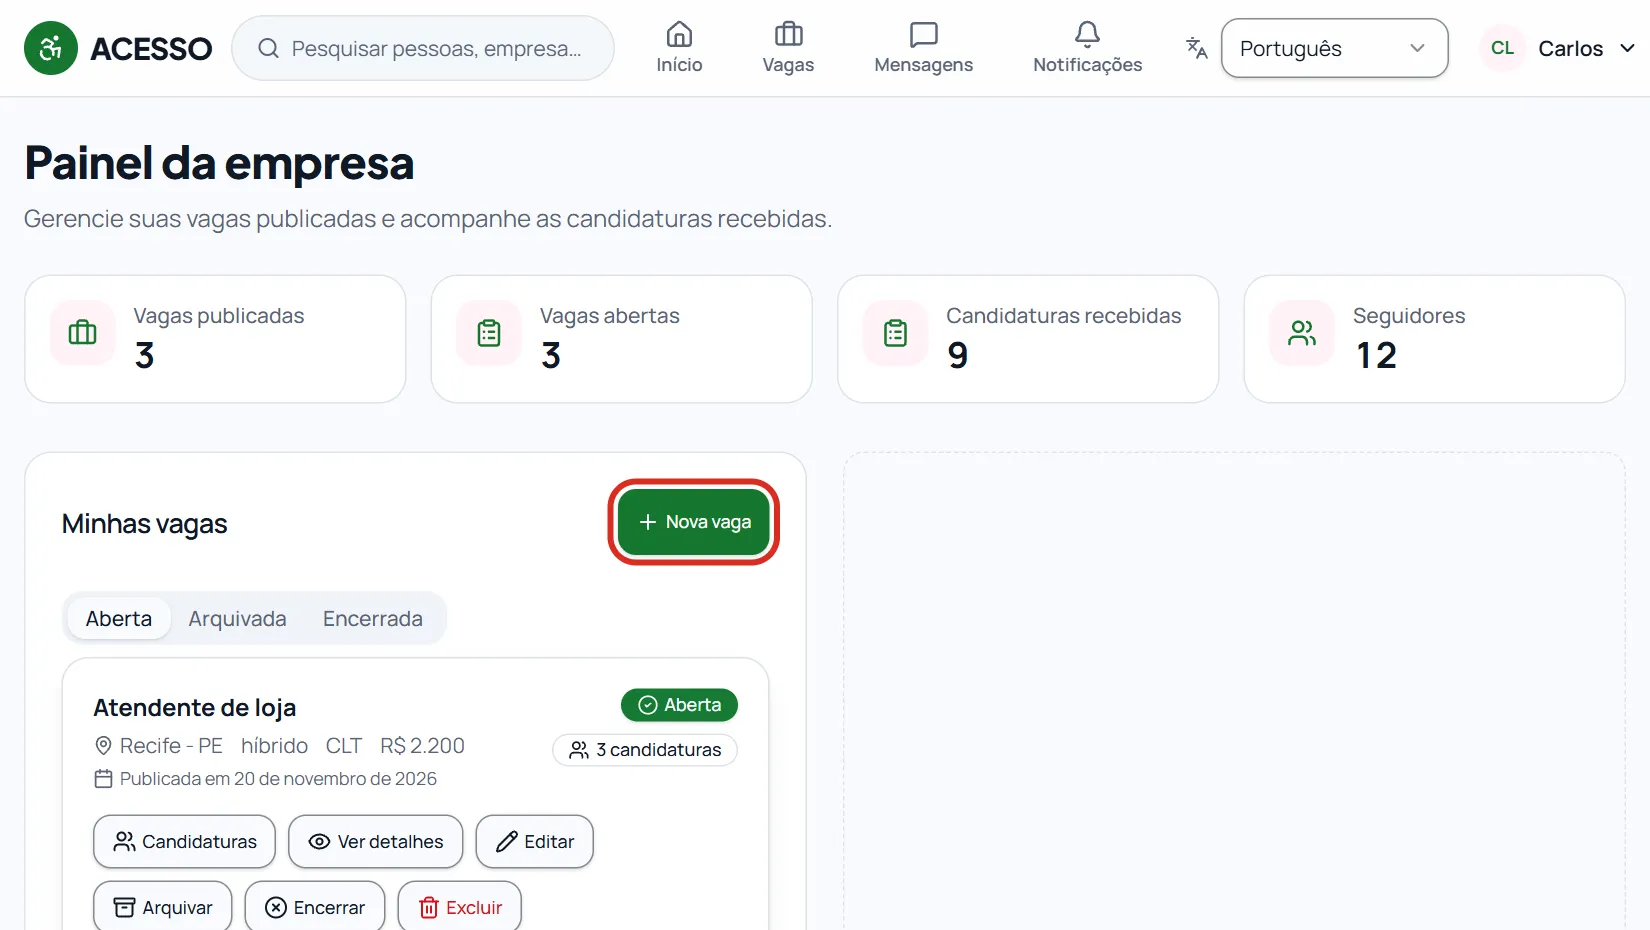 ACESSO
Pesquisar pessoas, empresa...
Início
Vagas
Mensagens
Notificações
Português
CL
Carlos
Painel da empresa
Gerencie suas vagas publicadas e acompanhe as candidaturas recebidas.
Vagas publicadas
3
Vagas abertas
3
Candidaturas recebidas
9
Seguidores
12
Minhas vagas
+ Nova vaga
Aberta Arquivada Encerrada
Atendente de loja
Aberta
Recife - PE híbrido CLT R$ 2.200
3 candidaturas
Publicada em 20 de novembro de 2026
Candidaturas Ver detalhes Editar
Arquivar Encerrar Excluir